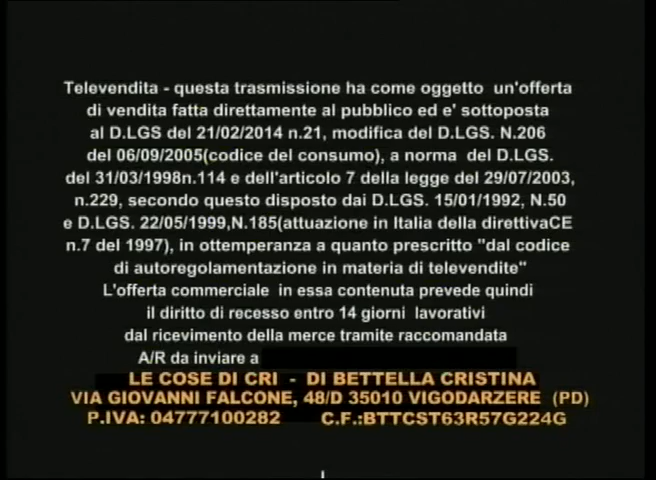 Televendita - questa trasmissione ha come oggetto un'offerta
di vendita fatta direttamente al pubblico ed e' sottoposta
al D.LGS del 21/02/2014 n.21, modifica del D.LGS. N.206
del 06/09/2005(codice del consumo), a norma del D.LGS.
del 31/03/1998n.114 e dell'articolo 7 della legge del 29/07/2003,
n.229, secondo questo disposto dai D.LGS. 15/01/1992, N.50
e D.LGS. 22/05/1999,N.185(attuazione in Italia della direttivaCE
n.7 del 1997), in ottemperanza a quanto prescritto "dal codice
di autoregolamentazione in materia di televendite"
L'offerta commerciale in essa contenuta prevede quindi
il diritto di recesso entro 14 giorni lavorativi
dal ricevimento della merce tramite raccomandata
A/R da inviare a
LE COSE DI CRI - DI BETTELLA CRISTINA
VIA GIOVANNI FALCONE, 48/D 35010 VIGODARZERE (PD)
P.IVA: 04777100282 C.F.:BTTCST63R57G224G